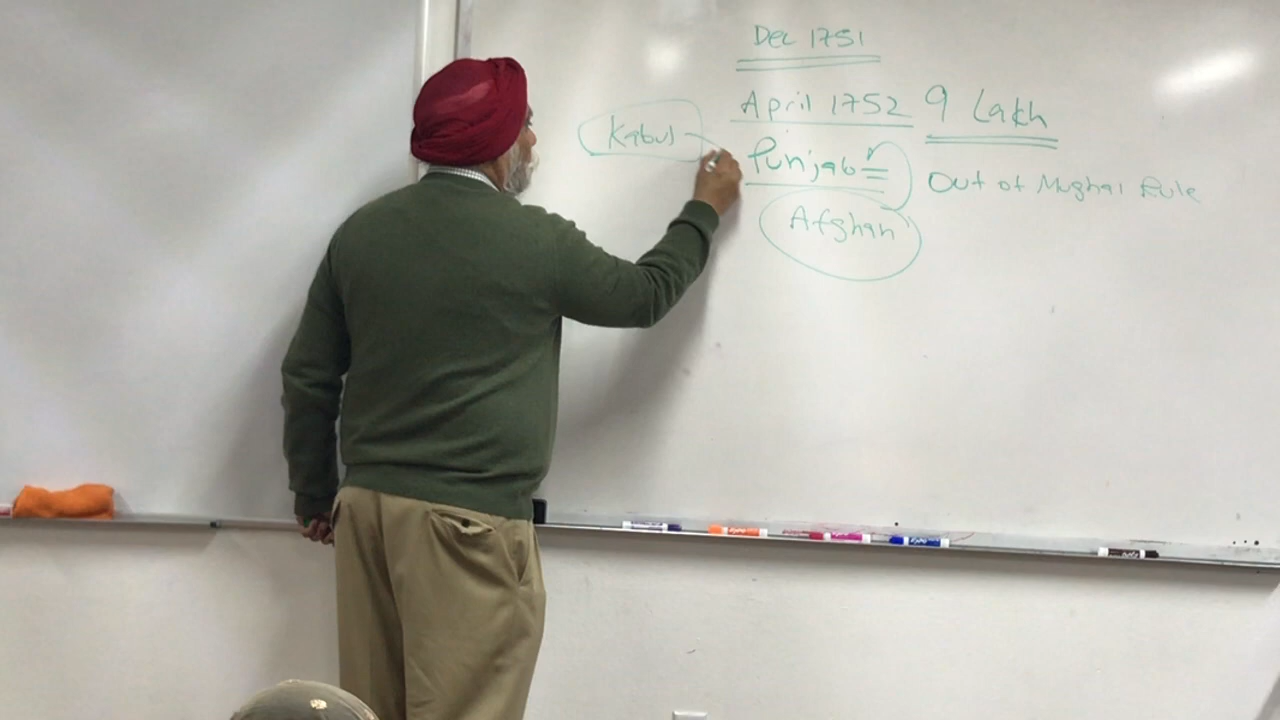 Dec 1751
April 1752 9 Lakh
Kabul Punjab
Out of Mughal Rule
Afghan